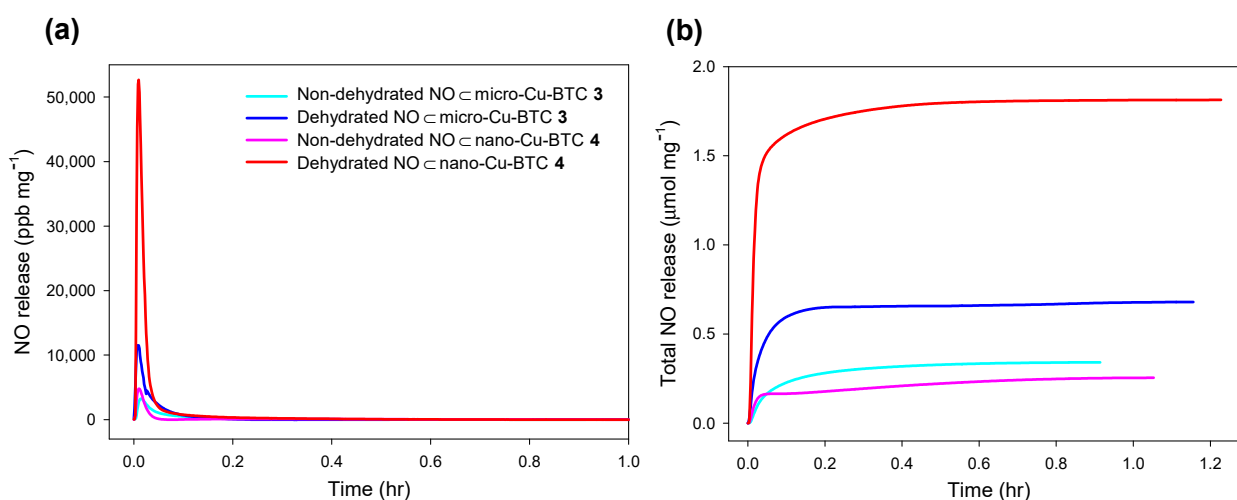 (a)
NO release (ppb mg⁻¹)
50,000
40,000
30,000
20,000
10,000
0
Non-dehydrated NO⊂micro-Cu-BTC 3
Dehydrated NO⊂micro-Cu-BTC 3
Non-dehydrated NO⊂nano-Cu-BTC 4
Dehydrated NO⊂nano-Cu-BTC 4
0.0 0.2 0.4 0.6 0.8 1.0
Time (hr)
(b)
Total NO release (μmol mg⁻¹)
2.0
1.5
1.0
0.5
0.0
0.0 0.2 0.4 0.6 0.8 1.0 1.2
Time (hr)